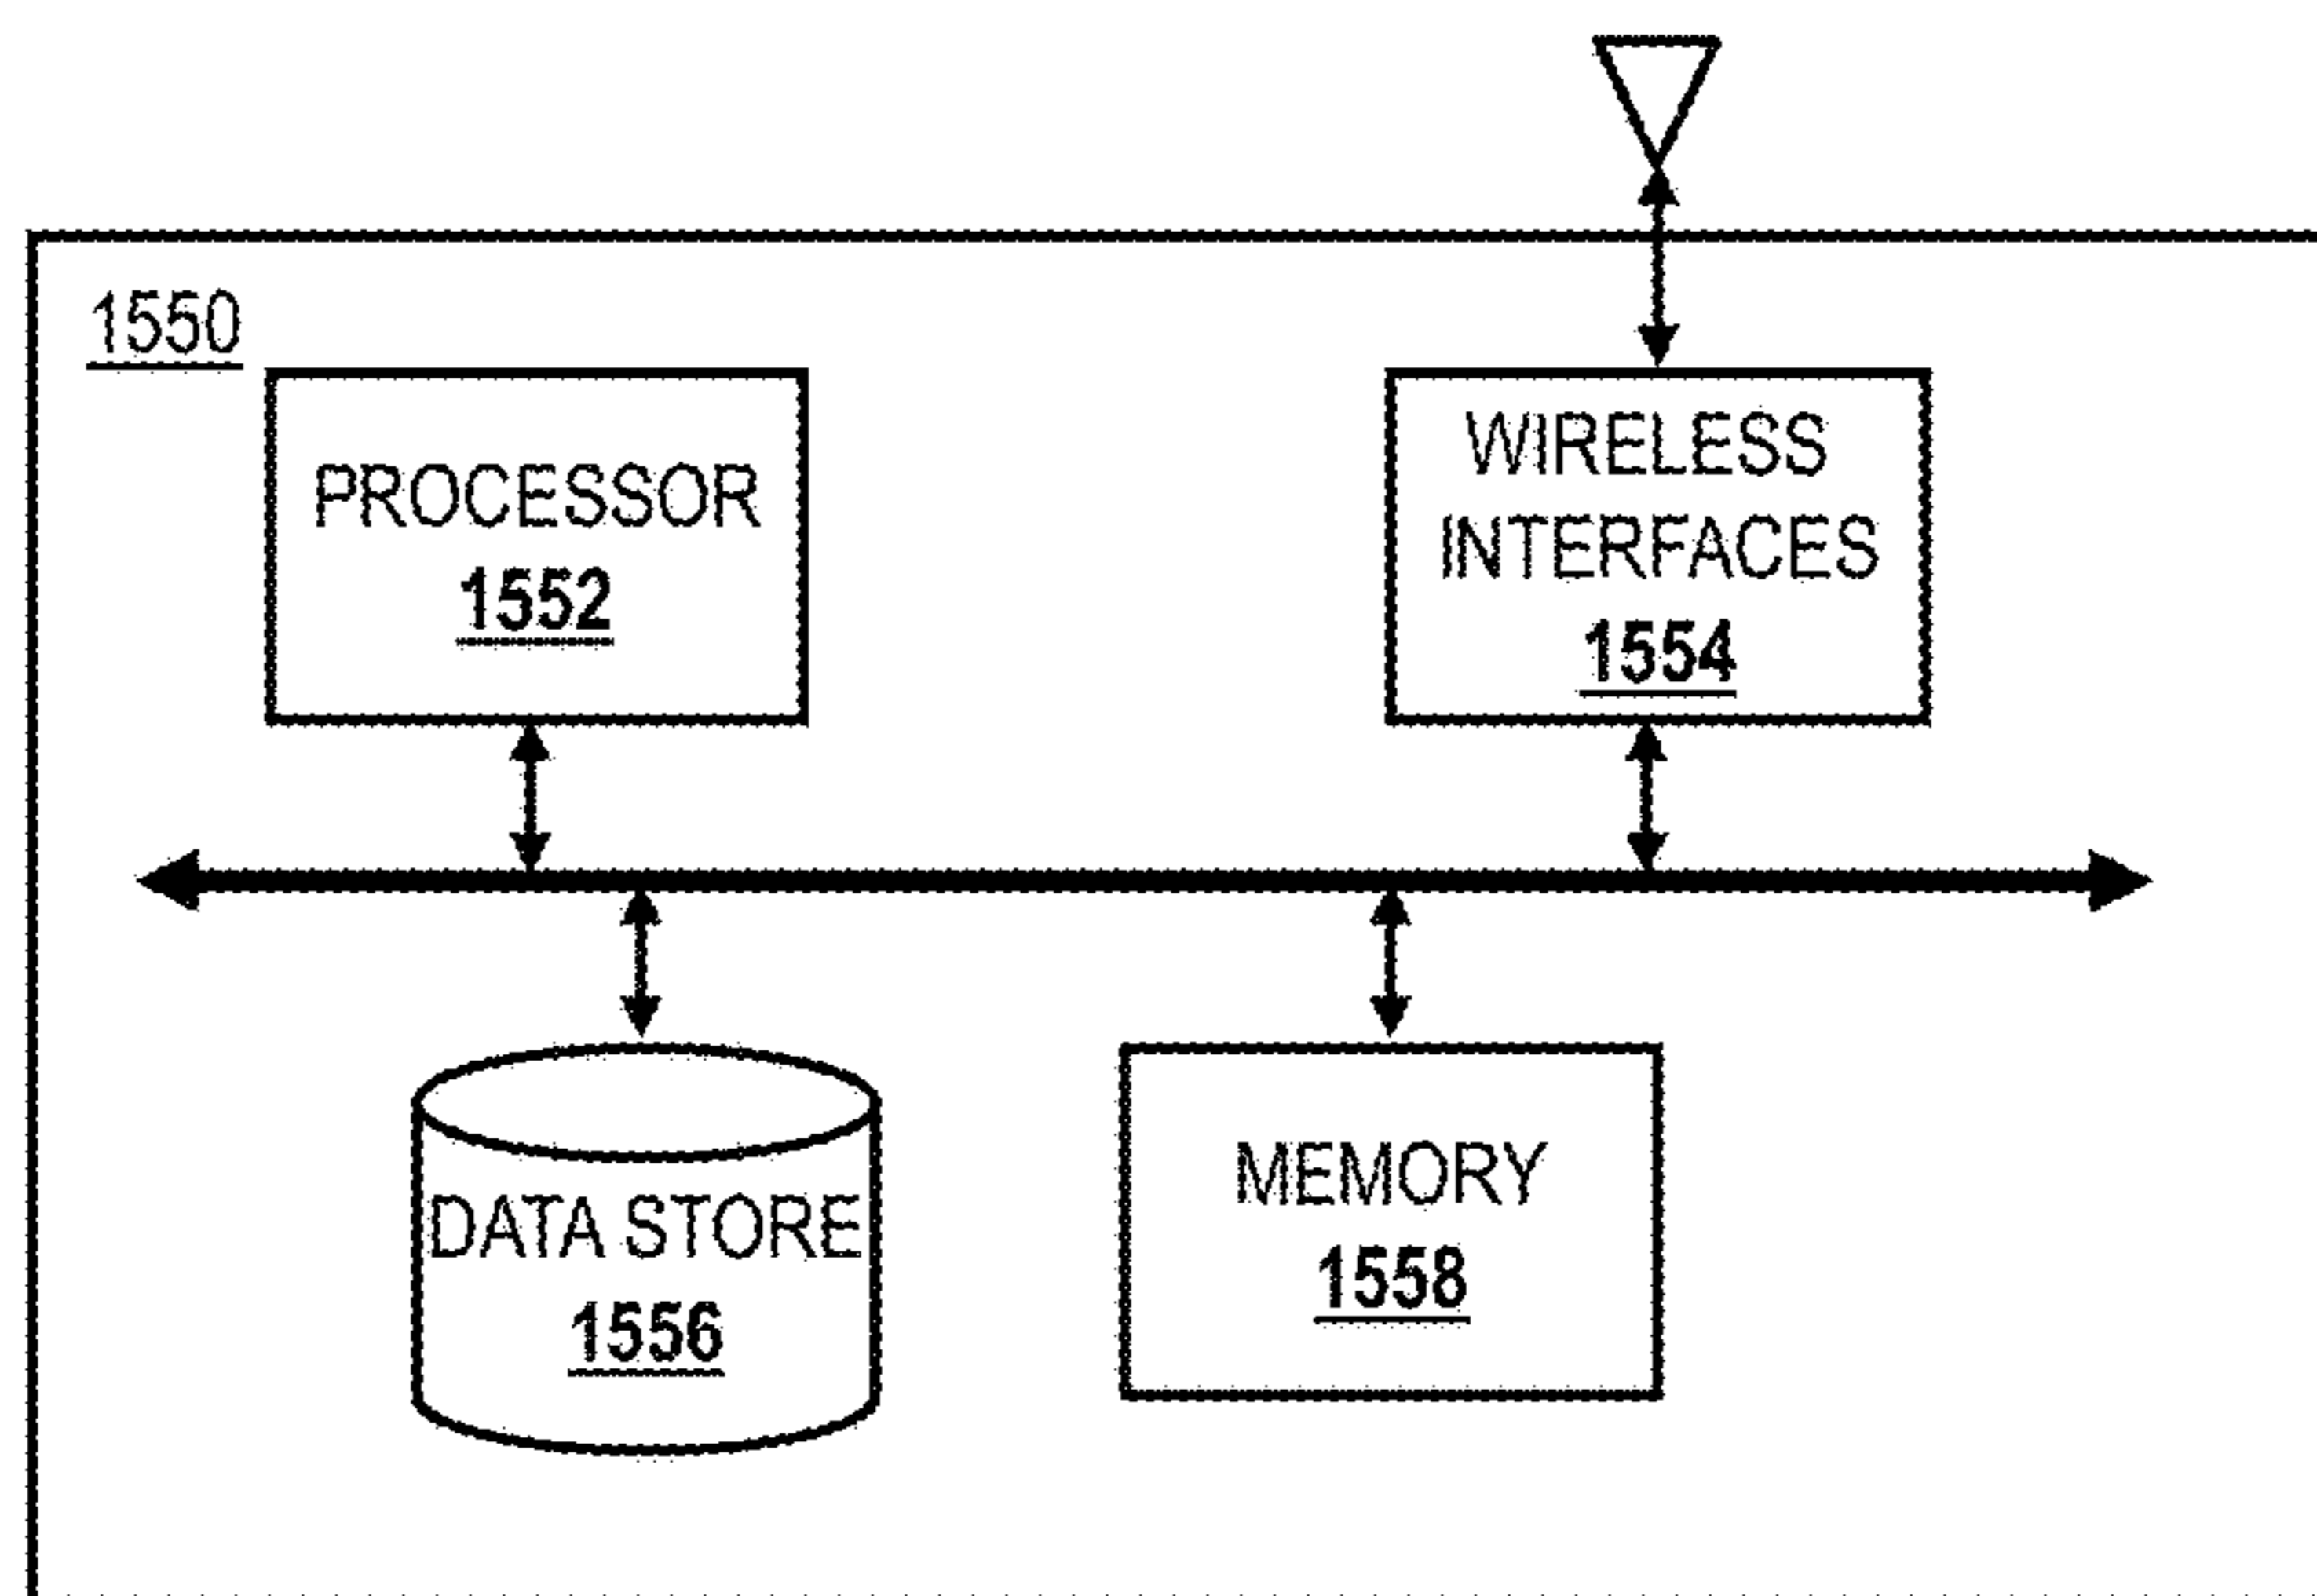 1550
PROCESSOR
1552
WIRELESS
INTERFACES
1554
DATA STORE
1556
MEMORY
1558